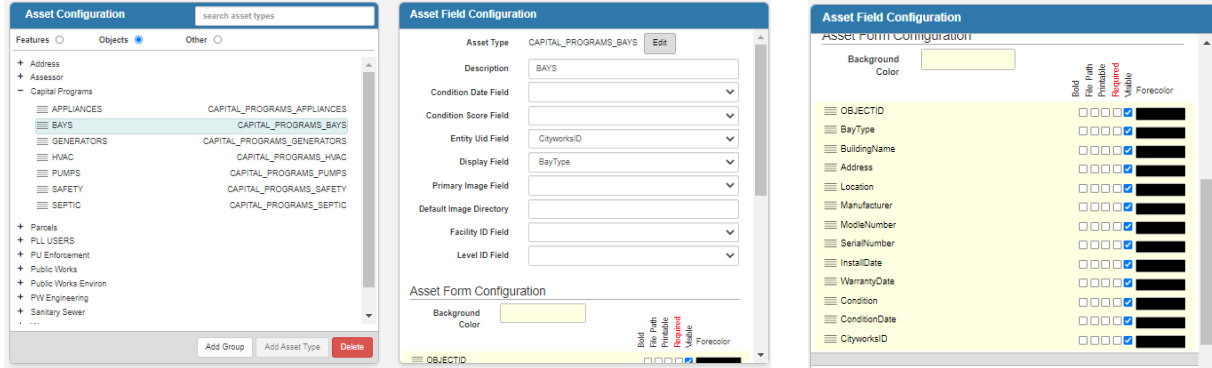 Asset Configuration
search asset types
Features Objects Other
+ Address
+ Assessor
− Capital Programs
APPLIANCES CAPITAL_PROGRAMS_APPLIANCES
BAYS CAPITAL_PROGRAMS_BAYS
GENERATORS CAPITAL_PROGRAMS_GENERATORS
HVAC CAPITAL_PROGRAMS_HVAC
PUMPS CAPITAL_PROGRAMS_PUMPS
SAFETY CAPITAL_PROGRAMS_SAFETY
SEPTIC CAPITAL_PROGRAMS_SEPTIC
+ Parcels
+ PLL USERS
+ PU Enforcement
+ Public Works
+ Public Works Environ
+ PW Engineering
+ Sanitary Sewer
Add Group Add Asset Type Delete
Asset Field Configuration
Asset Type CAPITAL_PROGRAMS_BAYS Edit
Description BAYS
Condition Date Field
Condition Score Field
Entity Uid Field CityworksID
Display Field BayType
Primary Image Field
Default Image Directory
Facility ID Field
Level ID Field
Asset Form Configuration
Background
Color
Bold
File Path
Printable
Required
Visible
Forecolor
OBJECTID
Asset Field Configuration
Asset Form Configuration
Background
Color
Bold
File Path
Printable
Required
Visible
Forecolor
OBJECTID
BayType
BuildingName
Address
Location
Manufacturer
ModleNumber
SerialNumber
InstallDate
WarrantyDate
Condition
ConditionDate
CityworksID